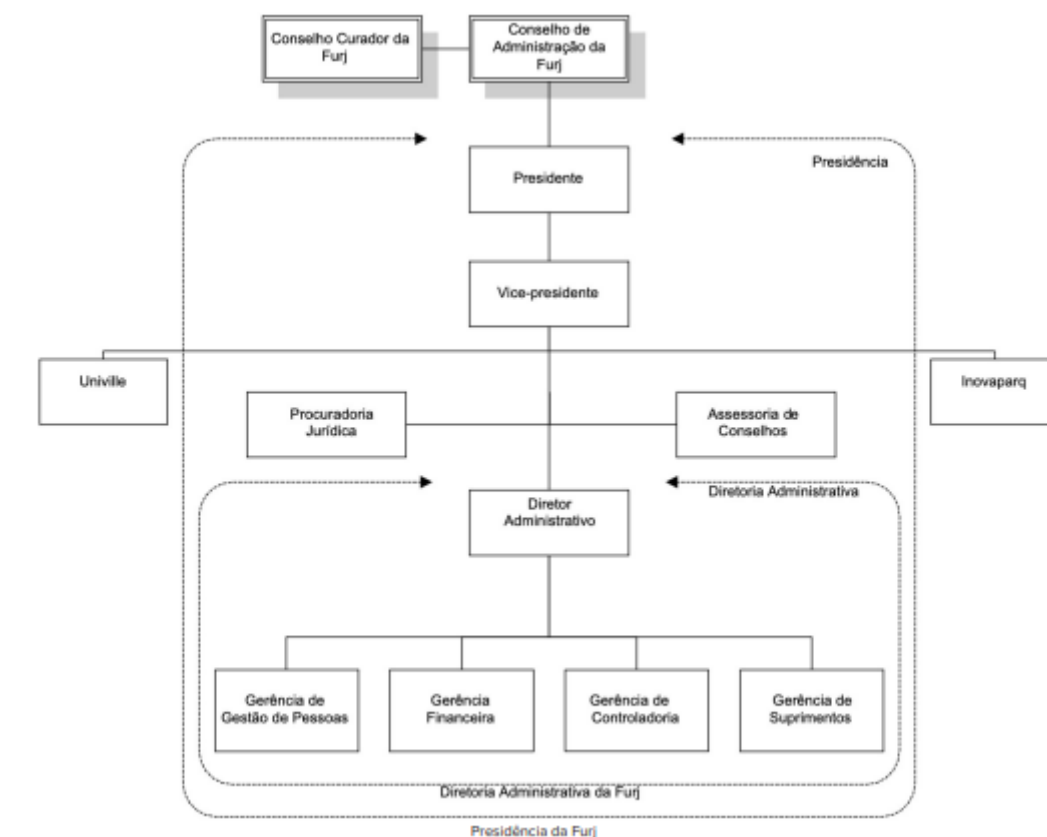 Conselho Curador da
Furj
Conselho de
Administração da
Furj
Presidência
Presidente
Vice-presidente
Univille
Inovaparq
Procuradoria
Jurídica
Assessoria de
Conselhos
Diretoria Administrativa
Diretor
Administrativo
Gerência de
Gestão de Pessoas
Gerência
Financeira
Gerência de
Controladoria
Gerência de
Suprimentos
Diretoria Administrativa da Furj
Presidência da Furj